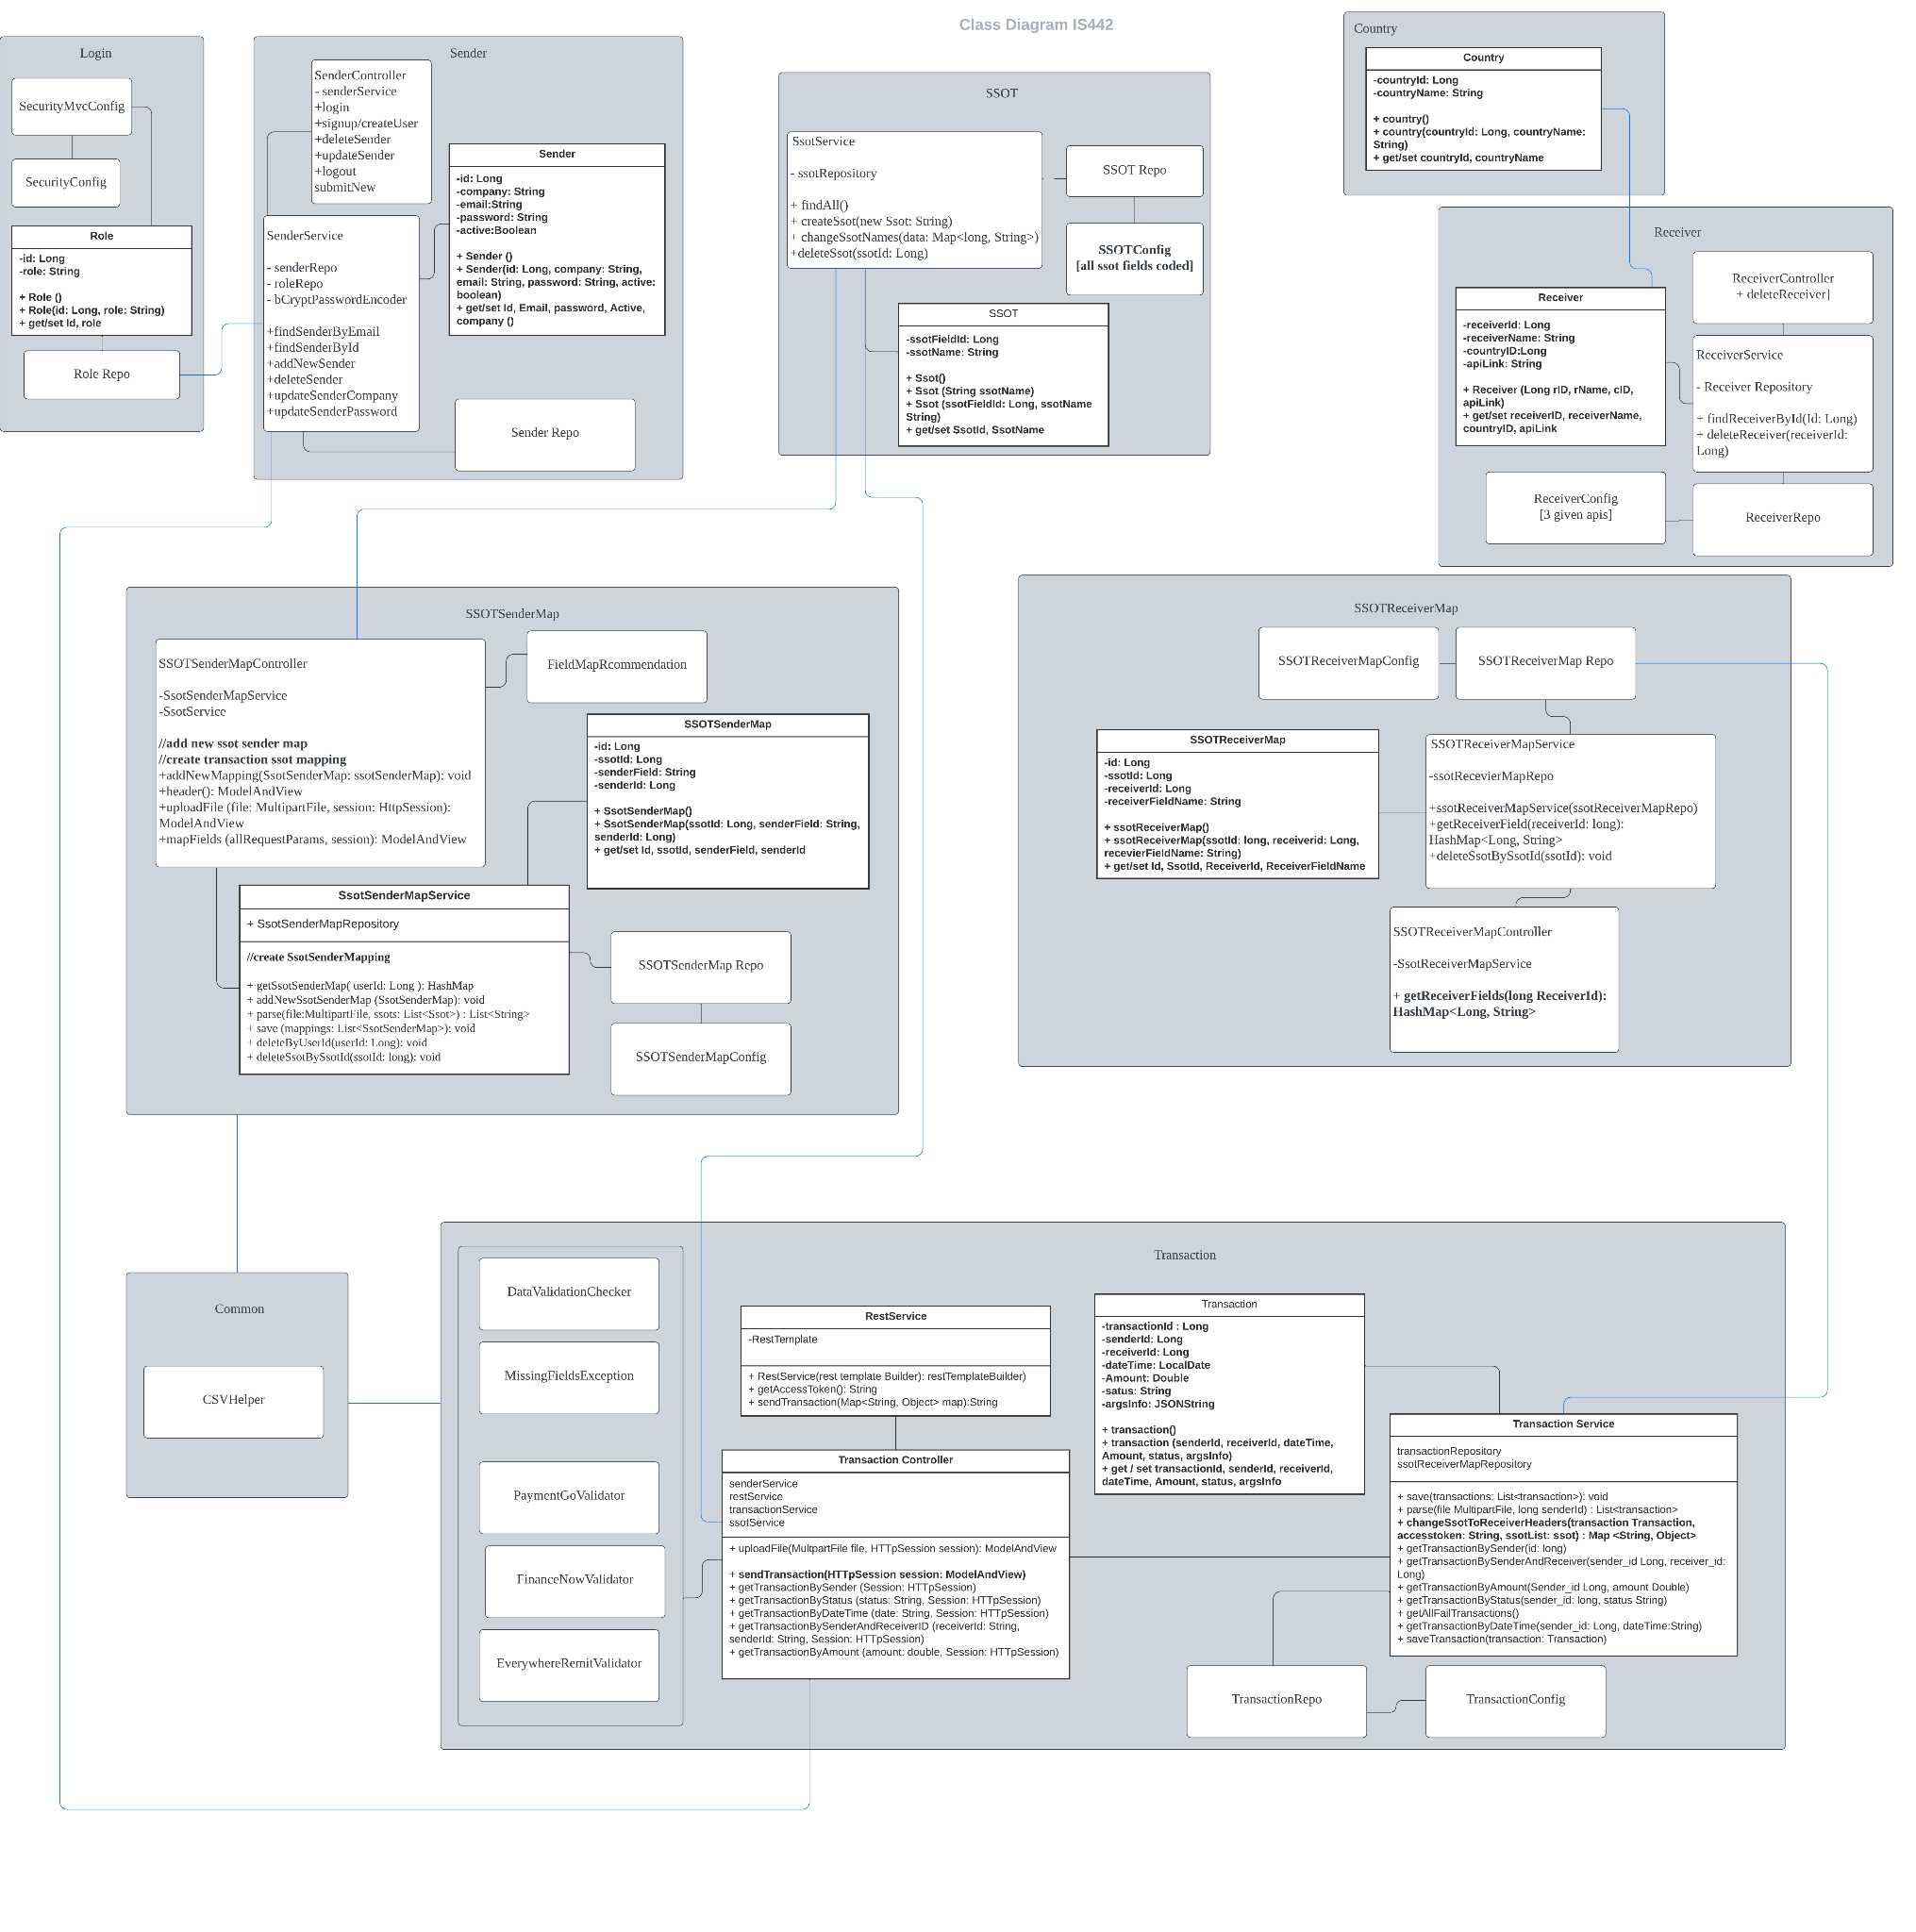 Class Diagram IS442
Login
SecurityMvcConfig
SecurityConfig
Role
-id: Long
-role: String
+ Role ()
+ Role(id: Long, role: String)
+ get/set Id, role
Role Repo
Sender
SenderController
- senderService
+login
+signup/createUser
+deleteSender
+updateSender
+logout
submitNew
SenderService
- senderRepo
- roleRepo
- bCryptPasswordEncoder
+findSenderByEmail
+findSenderById
+addNewSender
+deleteSender
+updateSenderCompany
+updateSenderPassword
Sender
-id: Long
-company: String
-email:String
-password: String
-active:Boolean
+ Sender ()
+ Sender(id: Long, company: String,
email: String, password: String, active:
boolean)
+ get/set Id, Email, password, Active,
company ()
Sender Repo
SSOT
SsotService
- ssotRepository
+ findAll()
+ createSsot(new Ssot: String)
+ changeSsotNames(data: Map<long, String>)
+deleteSsot(ssotId: Long)
SSOT Repo
SSOTConfig
[all ssot fields coded]
SSOT
-ssotFieldId: Long
-ssotName: String
+ Ssot()
+ Ssot (String ssotName)
+ Ssot (ssotFieldId: Long, ssotName
String)
+ get/set SsotId, SsotName
Country
Country
-countryId: Long
-countryName: String
+ country()
+ country(countryId: Long, countryName:
String)
+ get/set countryId, countryName
Receiver
ReceiverController
+ deleteReceiver]
Receiver
-receiverId: Long
-receiverName: String
-countryID:Long
-apiLink: String
+ Receiver (Long rID, rName, cID,
apiLink)
+ get/set receiverID, receiverName,
countryID, apiLink
ReceiverService
- Receiver Repository
+ findReceiverById(Id: Long)
+ deleteReceiver(receiverId:
Long)
ReceiverConfig
[3 given apis]
ReceiverRepo
SSOTSenderMap
SSOTSenderMapController
-SsotSenderMapService
-SsotService
//add new ssot sender map
//create transaction ssot mapping
+addNewMapping(SsotSenderMap: ssotSenderMap): void
+header(): ModelAndView
+uploadFile (file: MultipartFile, session: HttpSession):
ModelAndView
+mapFields (allRequestParams, session): ModelAndView
FieldMapRcommendation
SSOTSenderMap
-id: Long
-ssotId: Long
-senderField: String
-senderId: Long
+ SsotSenderMap()
+ SsotSenderMap(ssotId: Long, senderField: String,
senderId: Long)
+ get/set Id, ssotId, senderField, senderId
SsotSenderMapService
+ SsotSenderMapRepository
//create SsotSenderMapping
+ getSsotSenderMap( userId: Long ): HashMap
+ addNewSsotSenderMap (SsotSenderMap): void
+ parse(file:MultipartFile, ssots: List<Ssot>) : List<String>
+ save (mappings: List<SsotSenderMap>): void
+ deleteByUserId(userId: Long): void
+ deleteSsotBySsotId(ssotId: long): void
SSOTSenderMap Repo
SSOTSenderMapConfig
SSOTReceiverMap
SSOTReceiverMapConfig
SSOTReceiverMap Repo
SSOTReceiverMap
-id: Long
-ssotId: Long
-receiverId: Long
-receiverFieldName: String
+ ssotReceiverMap()
+ ssotReceiverMap(ssotId: long, receiverid: Long,
recevierFieldName: String)
+ get/set Id, SsotId, ReceiverId, ReceiverFieldName
SSOTReceiverMapService
-ssotRecevierMapRepo
+ssotReceiverMapService(ssotReceiverMapRepo)
+getReceiverField(receiverId: long):
HashMap<Long, String>
+deleteSsotBySsotId(ssotId): void
SSOTReceiverMapController
-SsotReceiverMapService
+ getReceiverFields(long ReceiverId):
HashMap<Long, String>
Common
CSVHelper
Transaction
DataValidationChecker
MissingFieldsException
PaymentGoValidator
FinanceNowValidator
EverywhereRemitValidator
RestService
-RestTemplate
+ RestService(rest template Builder): restTemplateBuilder)
+ getAccessToken(): String
+ sendTransaction(Map<String, Object> map):String
Transaction Controller
senderService
restService
transactionService
ssotService
+ uploadFile(MultpartFile file, HTTpSession session): ModelAndView
+ sendTransaction(HTTpSession session: ModelAndView)
+ getTransactionBySender (Session: HTTpSession)
+ getTransactionByStatus (status: String, Session: HTTpSession)
+ getTransactionByDateTime (date: String, Session: HTTpSession)
+ getTransactionBySenderAndReceiverID (receiverId: String,
senderId: String, Session: HTTpSession)
+ getTransactionByAmount (amount: double, Session: HTTpSession)
Transaction
-transactionId : Long
-senderId: Long
-receiverId: Long
-dateTime: LocalDate
-Amount: Double
-satus: String
-argsInfo: JSONString
+ transaction()
+ transaction (senderId, receiverId, dateTime,
Amount, status, argsInfo)
+ get / set transactionId, senderId, receiverId,
dateTime, Amount, status, argsInfo
Transaction Service
transactionRepository
ssotReceiverMapRepository
+ save(transactions: List<transaction>): void
+ parse(file MultipartFile, long senderId) : List<transaction>
+ changeSsotToReceiverHeaders(transaction Transaction,
accesstoken: String, ssotList: ssot) : Map <String, Object>
+ getTransactionBySender(id: long)
+ getTransactionBySenderAndReceiver(sender_id Long, receiver_id:
Long)
+ getTransactionByAmount(Sender_id Long, amount Double)
+ getTransactionByStatus(sender_id: long, status String)
+ getAllFailTransactions()
+ getTransactionByDateTime(sender_id: Long, dateTime:String)
+ saveTransaction(transaction: Transaction)
TransactionRepo
TransactionConfig